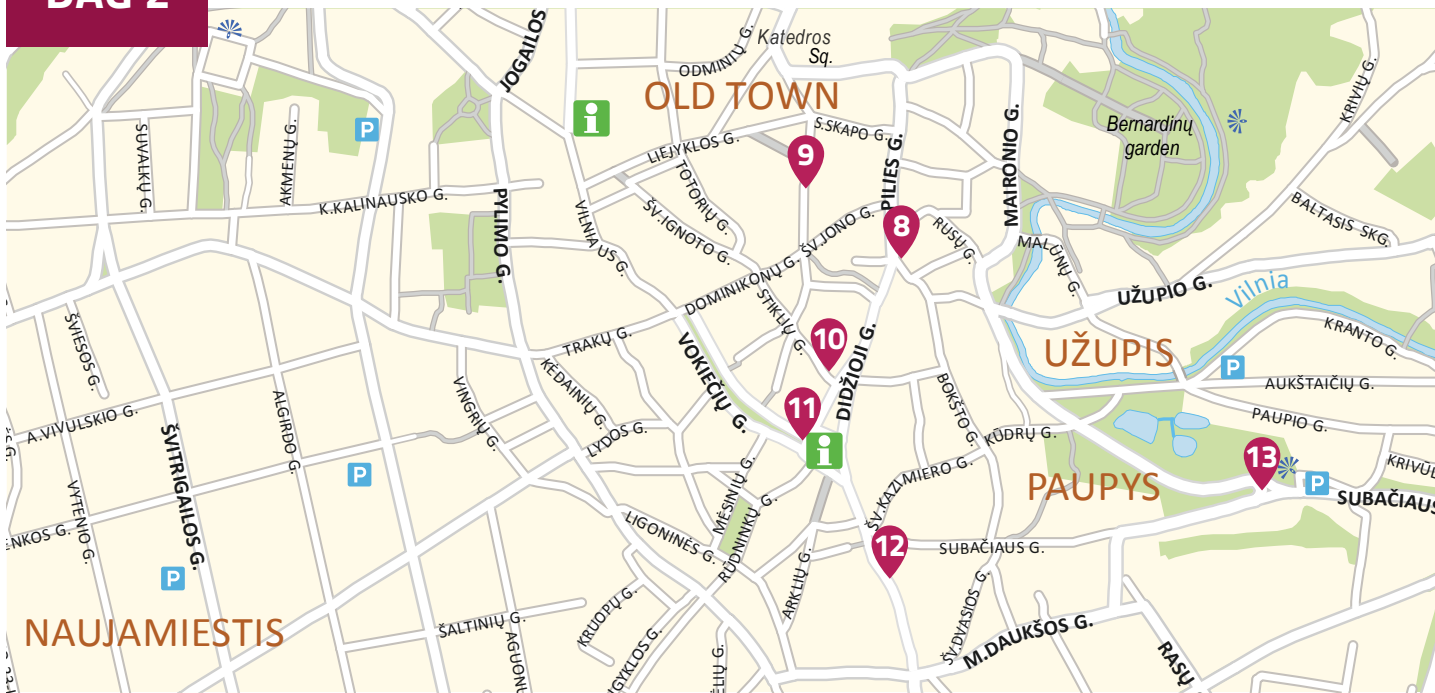 DAG 2
JOGAILOS
ODMINIŲ G.
Katedros
Sq.
OLD TOWN
KRIVIŲ G.
Bernardinų
garden
SUVALKŲ G.
AKMENŲ G.
P
i
S.SKAPO G.
LIEJYKLOS G.
9
TOTORIŲ G.
PILIES G.
MAIRONIO G.
K.KALINAUSKO G.
PYLIMO G.
VILNIAUS G.
ŠV.IGNOTO G.
ŠV.JONO G.
8
RUSŲ G.
MALŪNŲ G.
BALTASIS SKG.
DOMINIKONŲ G.
STIKLIŲ G.
UŽUPIO G.
Vilnia
ŠVIESOS G.
TRAKŲ G.
VOKIEČIŲ G.
10
DIDŽIOJI G.
UŽUPIS
KRANTO G.
P
AUKŠTAIČIŲ G.
KĖDAINIŲ G.
VINGRIŲ G.
BOKŠTO G.
A.VIVULSKIO G.
ALGIRDO G.
11
PAUPIO G.
ŠVITRIGAILOS G.
LYDOS G.
i
KŪDRŲ G.
P
ŠV.KAZIMIERO G.
PAUPYS
13
P
SUBAČIAUS
VYTENIO G.
MĖSINIŲ G.
RŪDNINKŲ G.
LIGONINĖS G.
12
SUBAČIAUS G.
P
ARKLIŲ G.
ŠV.DVASIOS G.
KRUOPŲ G.
NAUJAMIESTIS
ŠALTINIŲ G.
M.DAUKŠOS G.
RASŲ